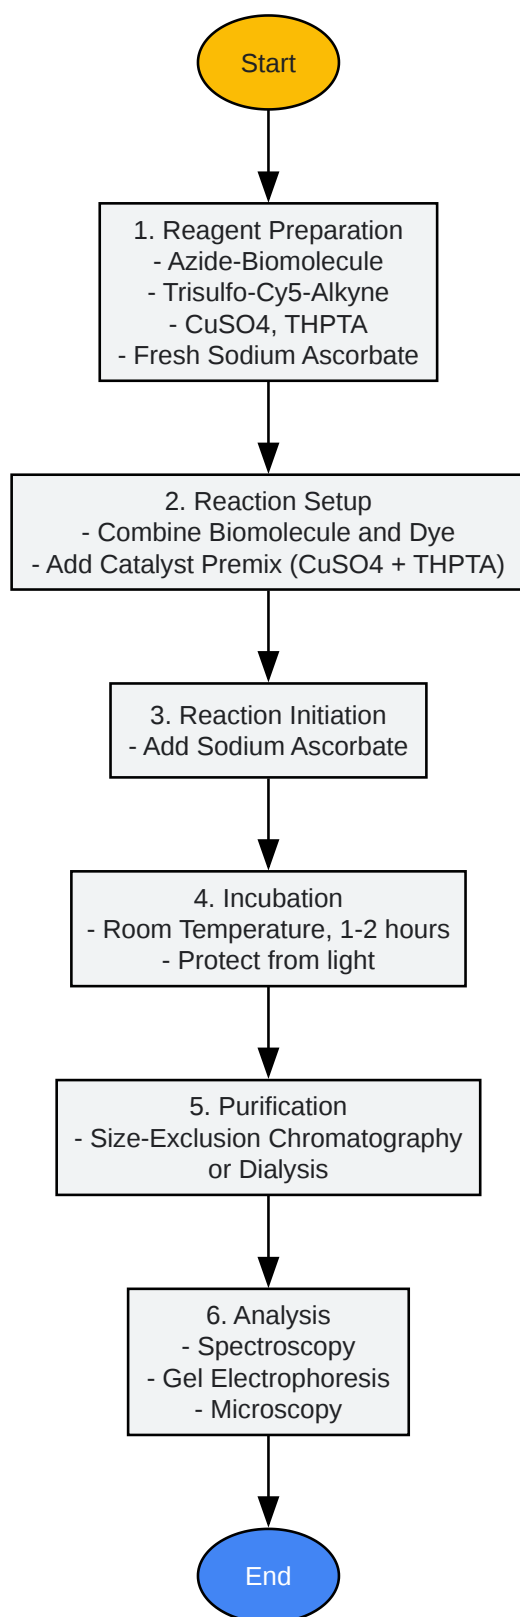 Start
1. Reagent Preparation
- Azide-Biomolecule
- Trisulfo-Cy5-Alkyne
- CuSO4, THPTA
- Fresh Sodium Ascorbate
2. Reaction Setup
- Combine Biomolecule and Dye
- Add Catalyst Premix (CuSO4 + THPTA)
3. Reaction Initiation
- Add Sodium Ascorbate
4. Incubation
- Room Temperature, 1-2 hours
- Protect from light
5. Purification
- Size-Exclusion Chromatography
or Dialysis
6. Analysis
- Spectroscopy
- Gel Electrophoresis
- Microscopy
End